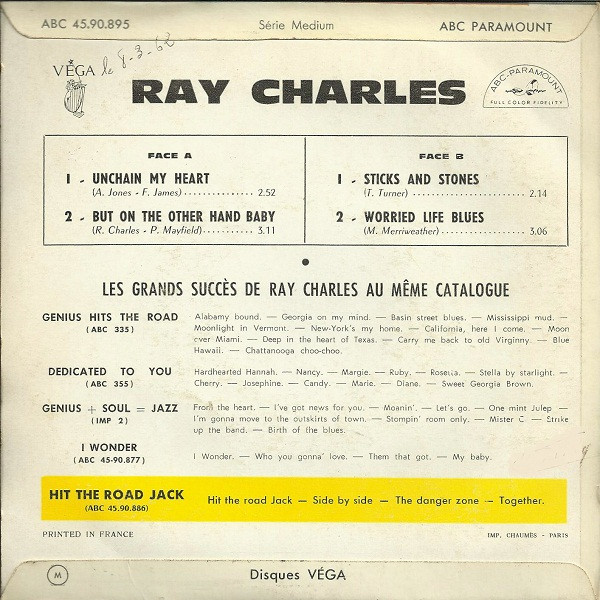 ABC 45.90.895 Série Medium ABC PARAMOUNT
VÉGA le 8-3-62
RAY CHARLES
ABC-PARAMOUNT
FULL COLOR FIDELITY
FACE A
1 - UNCHAIN MY HEART
(A. Jones - F. James)............... 2.52
2 - BUT ON THE OTHER HAND BABY
(R. Charles - P. Mayfield)........... 3.11
FACE B
1 - STICKS AND STONES
(T. Turner)......................... 2.14
2 - WORRIED LIFE BLUES
(M. Merriweather).................. 3.06
LES GRANDS SUCCÈS DE RAY CHARLES AU MÊME CATALOGUE
GENIUS HITS THE ROAD
(ABC 335)
Alabamy bound. — Georgia on my mind. — Basin street blues. — Mississippi mud. —
Moonlight in Vermont. — New-York's my home. — California, here I come. — Moon
over Miami. — Deep in the heart of Texas. — Carry me back to old Virginny. — Blue
Hawaii. — Chattanooga choo-choo.
DEDICATED TO YOU
(ABC 355)
Hardhearted Hannah. — Nancy. — Margie. — Ruby. — Rosetta. — Stella by starlight. —
Cherry. — Josephine. — Candy. — Marie. — Diane. — Sweet Georgia Brown.
GENIUS + SOUL = JAZZ
(IMP 2)
From the heart. — I've got news for you. — Moanin'. — Let's go. — One mint Julep —
I'm gonna move to the outskirts of town. — Stompin' room only. — Mister C. — Strike
up the band. — Birth of the blues.
I WONDER
(ABC 45-90.877)
I Wonder. — Who you gonna' love. — Them that got. — My baby.
HIT THE ROAD JACK
(ABC 45.90.886)
Hit the road Jack — Side by side — The danger zone — Together.
PRINTED IN FRANCE IMP. CHAUMÈS - PARIS
M Disques VÉGA